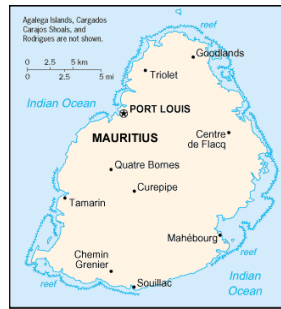 Agalega Islands, Cargados
Carajos Shoals, and
Rodrigues are not shown.
0 2.5 5 km
0 2.5 5 mi
reef
Goodlands
Triolet
Indian Ocean
PORT LOUIS
MAURITIUS
Centre
de Flacq
Quatre Bornes
Curepipe
Tamarin
Mahébourg
reef
Chemin
Grenier
Indian
Ocean
reef
Souillac